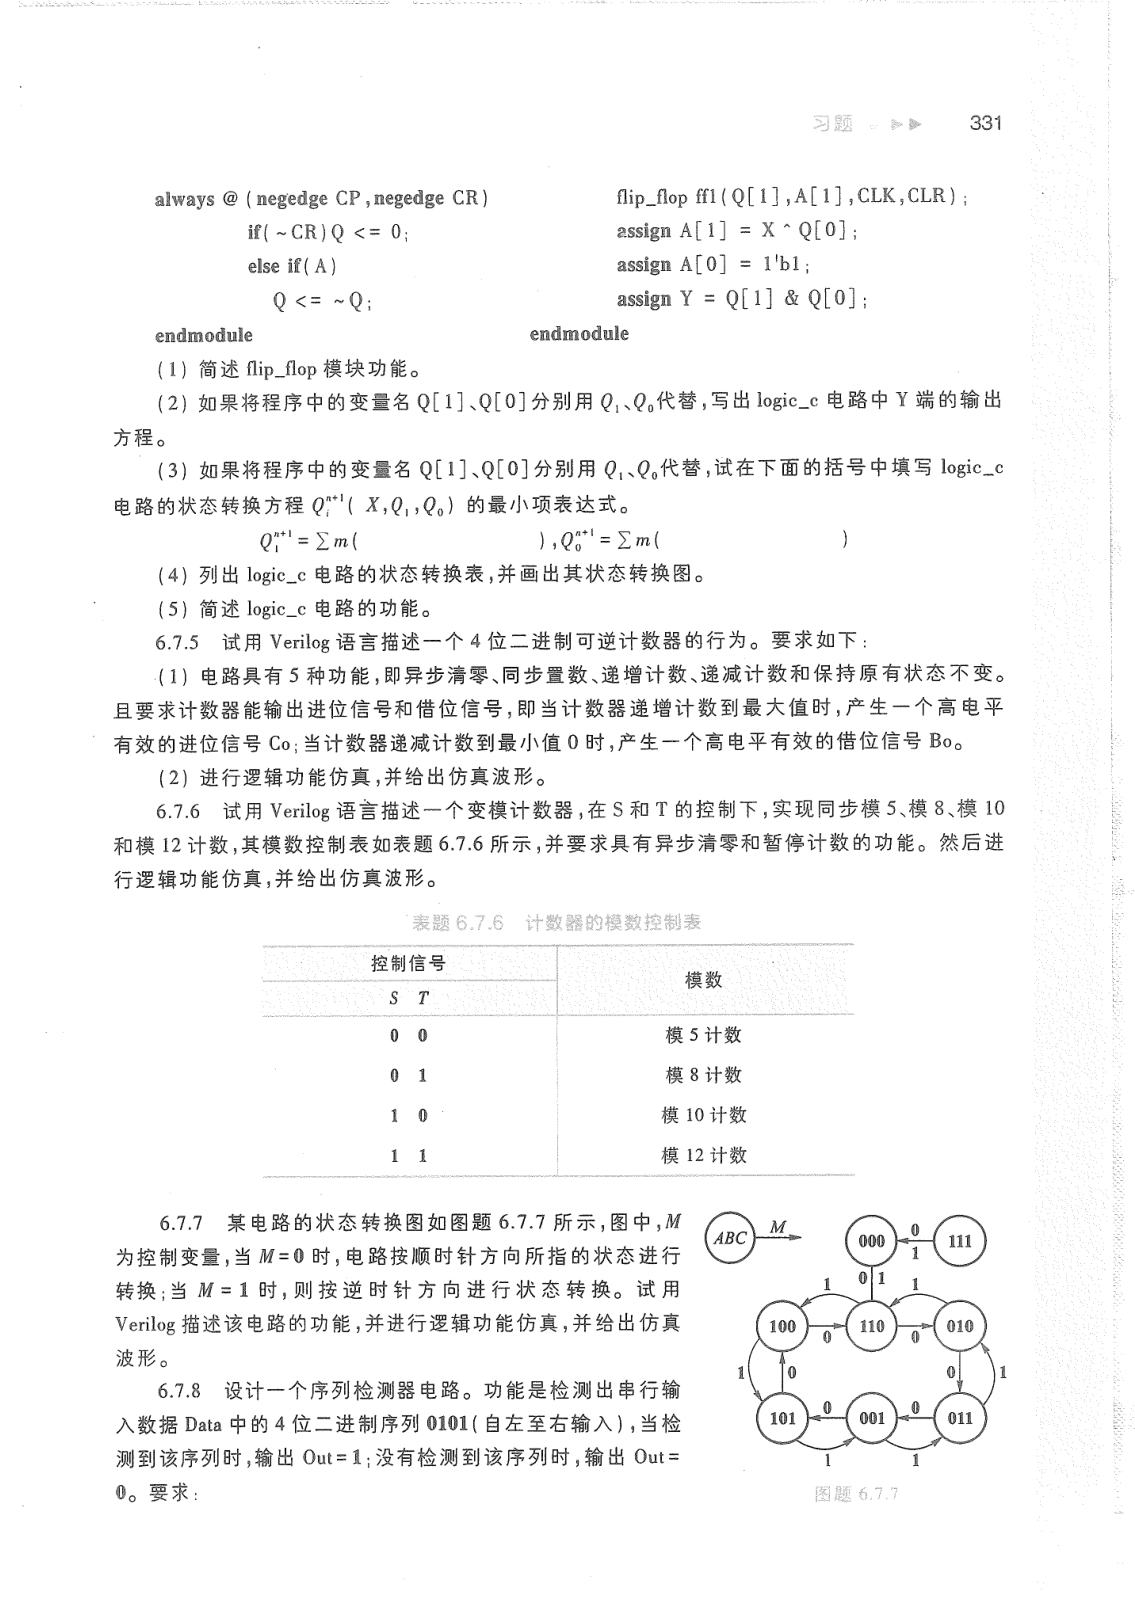 习题 ▶▶ 331
always @ ( negedge CP ,negedge CR )
if( ~CR ) Q <= 0;
else if( A )
Q <= ~Q;
endmodule
flip_flop ff1( Q[ 1 ] ,A[ 1 ] ,CLK,CLR ) ;
assign A[ 1 ] = X ^ Q[ 0 ] ;
assign A[ 0 ] = 1'b1 ;
assign Y = Q[ 1 ] & Q[ 0 ] ;
endmodule
(1) 简述 flip_flop 模块功能。
(2) 如果将程序中的变量名 Q[1]、Q[0]分别用 Q₁、Q₀代替,写出 logic_c 电路中 Y 端的输出
方程。
(3) 如果将程序中的变量名 Q[1]、Q[0]分别用 Q₁、Q₀代替,试在下面的括号中填写 logic_c
电路的状态转换方程 Qᵢⁿ⁺¹( X,Q₁,Q₀) 的最小项表达式。
Q₁ⁿ⁺¹ = ∑m( ) ,Q₀ⁿ⁺¹ = ∑m( )
(4) 列出 logic_c 电路的状态转换表,并画出其状态转换图。
(5) 简述 logic_c 电路的功能。
6.7.5 试用 Verilog 语言描述一个 4 位二进制可逆计数器的行为。要求如下:
(1) 电路具有 5 种功能,即异步清零、同步置数、递增计数、递减计数和保持原有状态不变。
且要求计数器能输出进位信号和借位信号,即当计数器递增计数到最大值时,产生一个高电平
有效的进位信号 Co;当计数器递减计数到最小值 0 时,产生一个高电平有效的借位信号 Bo。
(2) 进行逻辑功能仿真,并给出仿真波形。
6.7.6 试用 Verilog 语言描述一个变模计数器,在 S 和 T 的控制下,实现同步模 5、模 8、模 10
和模 12 计数,其模数控制表如表题 6.7.6 所示,并要求具有异步清零和暂停计数的功能。然后进
行逻辑功能仿真,并给出仿真波形。
表题 6.7.6 计数器的模数控制表
控制信号
模数
S T
0 0 模 5 计数
0 1 模 8 计数
1 0 模 10 计数
1 1 模 12 计数
6.7.7 某电路的状态转换图如图题 6.7.7 所示,图中,M
为控制变量,当 M=0 时,电路按顺时针方向所指的状态进行
转换;当 M = 1 时,则按逆时针方向进行状态转换。试用
Verilog 描述该电路的功能,并进行逻辑功能仿真,并给出仿真
波形。
6.7.8 设计一个序列检测器电路。功能是检测出串行输
入数据 Data 中的 4 位二进制序列 0101(自左至右输入),当检
测到该序列时,输出 Out=1;没有检测到该序列时,输出 Out=
0。要求:
ABC M 000 0 1 111
1 0 1 1
100 0 110 0 010
1 0 0 1
101 0 001 0 011
1 1
图题 6.7.7